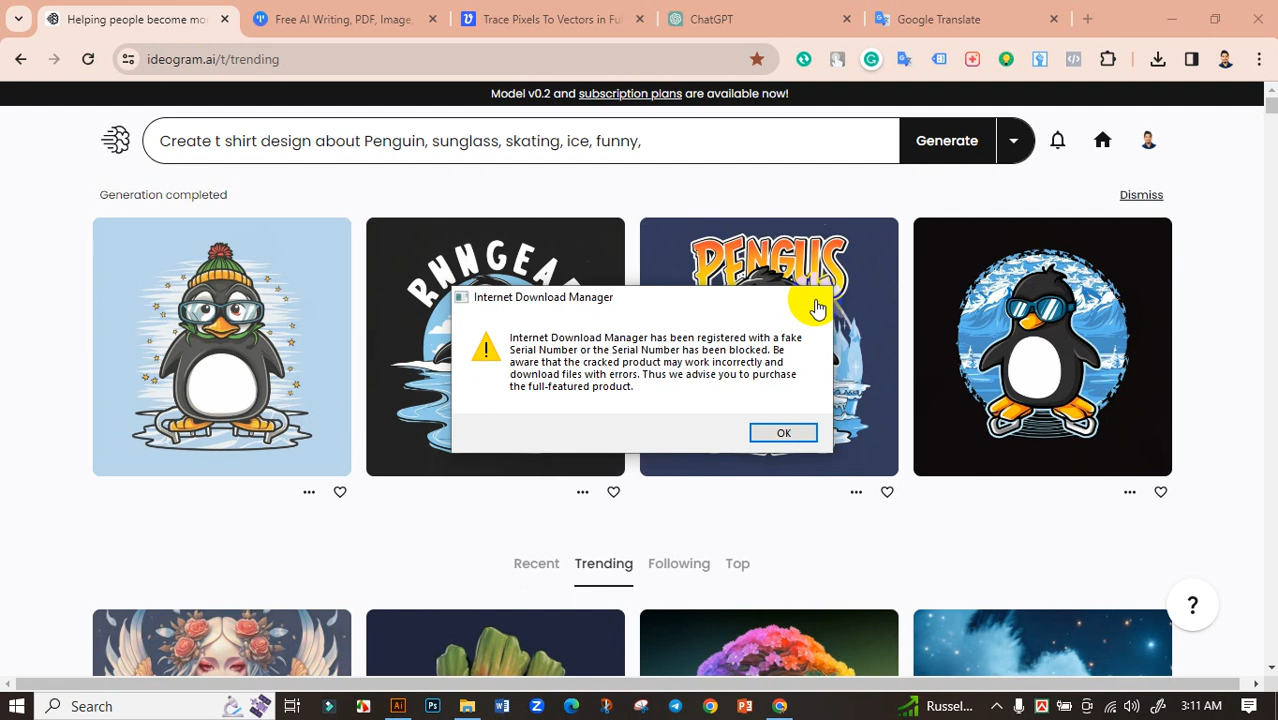 Helping people become mo
Free AI Writing, PDF, Image,
Trace Pixels To Vectors in Fu
ChatGPT
Google Translate
ideogram.ai/t/trending
Model v0.2 and subscription plans are available now!
Create t shirt design about Penguin, sunglass, skating, ice, funny,
Generate
Generation completed
Dismiss
RNNGEAR
PENGUS
Internet Download Manager
Internet Download Manager has been registered with a fake
Serial Number or the Serial Number has been blocked. Be
aware that the cracked product may work incorrectly and
download files with errors. Thus we advise you to purchase
the full-featured product.
OK
Recent
Trending
Following
Top
?
Search
Russel...
3:11 AM